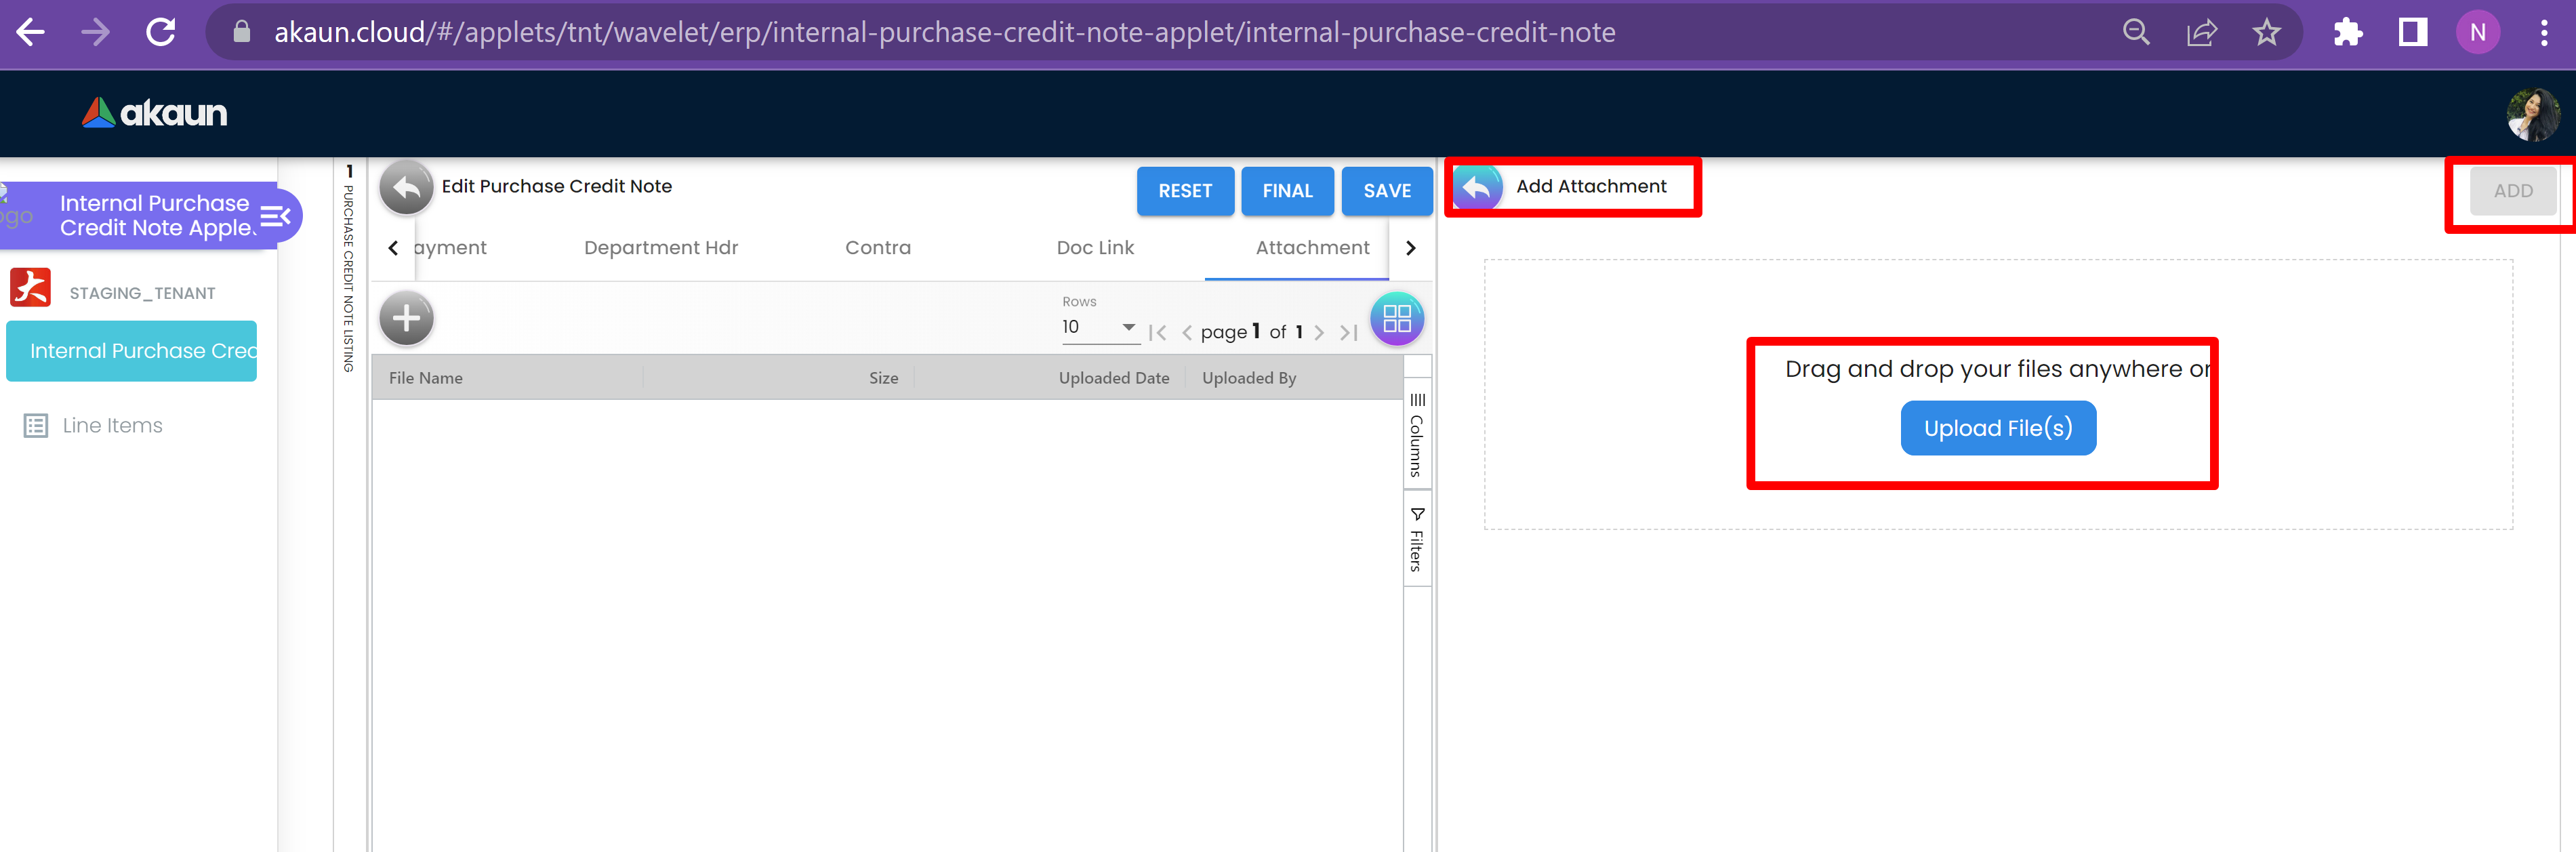 akaun.cloud/#/applets/tnt/wavelet/erp/internal-purchase-credit-note-applet/internal-purchase-credit-note
N
akaun
ogo
Internal Purchase
Credit Note Apple
STAGING_TENANT
Internal Purchase Cred
Line Items
1 PURCHASE CREDIT NOTE LISTING
Edit Purchase Credit Note
RESET
FINAL
SAVE
ayment
Department Hdr
Contra
Doc Link
Attachment
Rows
10
page 1 of 1
File Name
Size
Uploaded Date
Uploaded By
Columns
Filters
Add Attachment
ADD
Drag and drop your files anywhere or
Upload File(s)